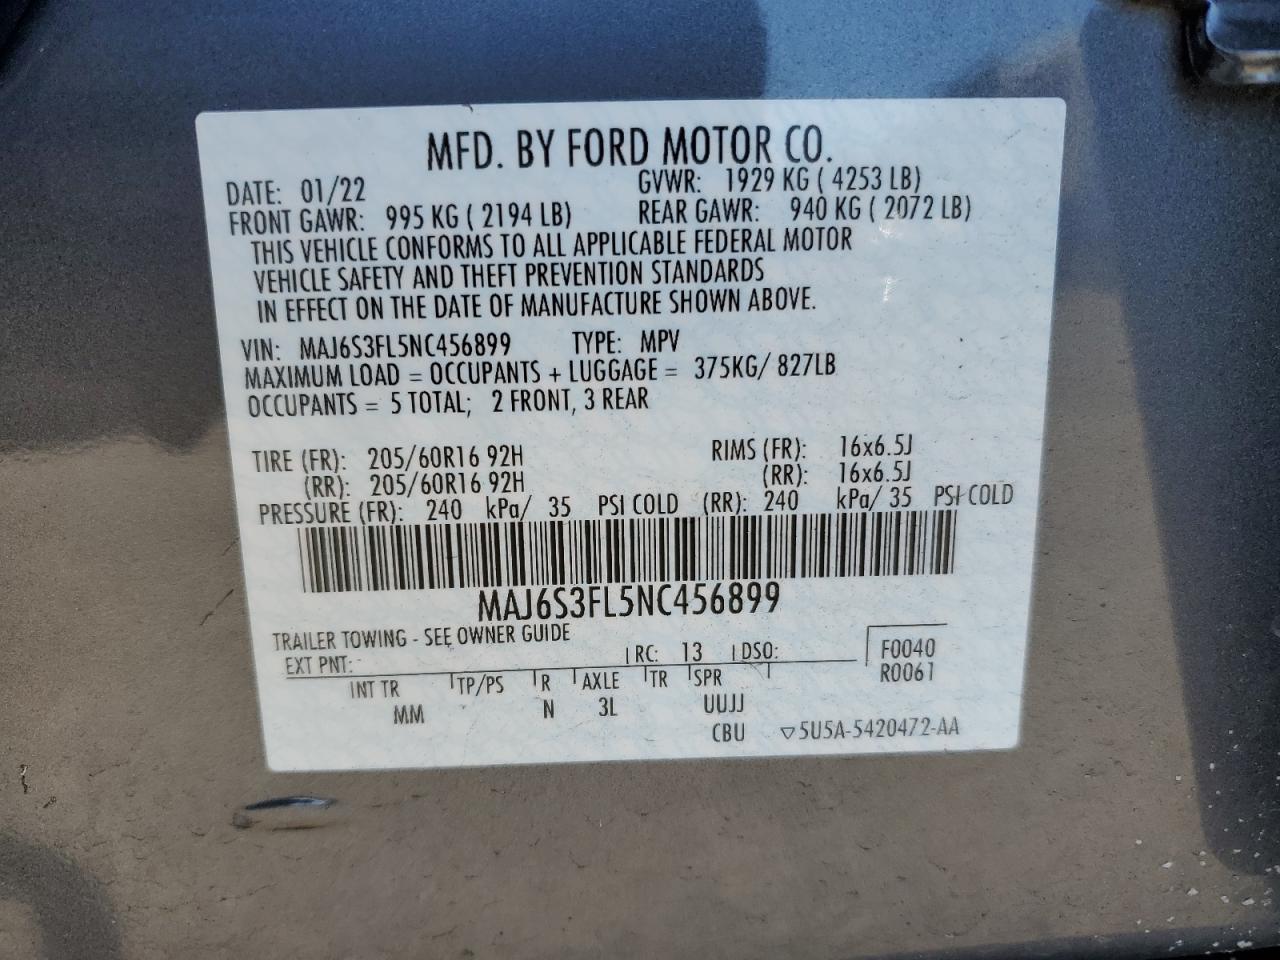 MFD. BY FORD MOTOR CO.
DATE: 01/22 GVWR: 1929 KG ( 4253 LB)
FRONT GAWR: 995 KG ( 2194 LB) REAR GAWR: 940 KG ( 2072 LB)
THIS VEHICLE CONFORMS TO ALL APPLICABLE FEDERAL MOTOR
VEHICLE SAFETY AND THEFT PREVENTION STANDARDS
IN EFFECT ON THE DATE OF MANUFACTURE SHOWN ABOVE.
VIN: MAJ6S3FL5NC456899 TYPE: MPV
MAXIMUM LOAD = OCCUPANTS + LUGGAGE = 375KG/ 827LB
OCCUPANTS = 5 TOTAL; 2 FRONT, 3 REAR
TIRE (FR): 205/60R16 92H RIMS (FR): 16x6.5J
(RR): 205/60R16 92H (RR): 16x6.5J
PRESSURE (FR): 240 kPa/ 35 PSI COLD (RR): 240 kPa/ 35 PSI COLD
MAJ6S3FL5NC456899
TRAILER TOWING - SEE OWNER GUIDE
EXT PNT: RC: 13 DSO: F0040
R0061
INT TR TP/PS R AXLE TR SPR
MM N 3L UUJJ
CBU ▽5U5A-5420472-AA